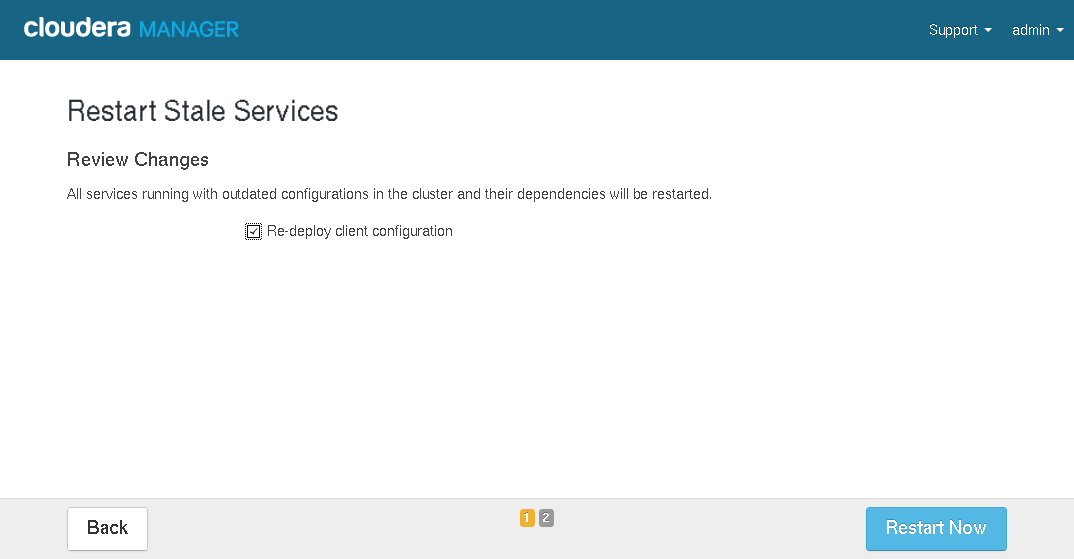 cloudera MANAGER
Support admin
Restart Stale Services
Review Changes
All services running with outdated configurations in the cluster and their dependencies will be restarted.
Re-deploy client configuration
Back 1 2 Restart Now